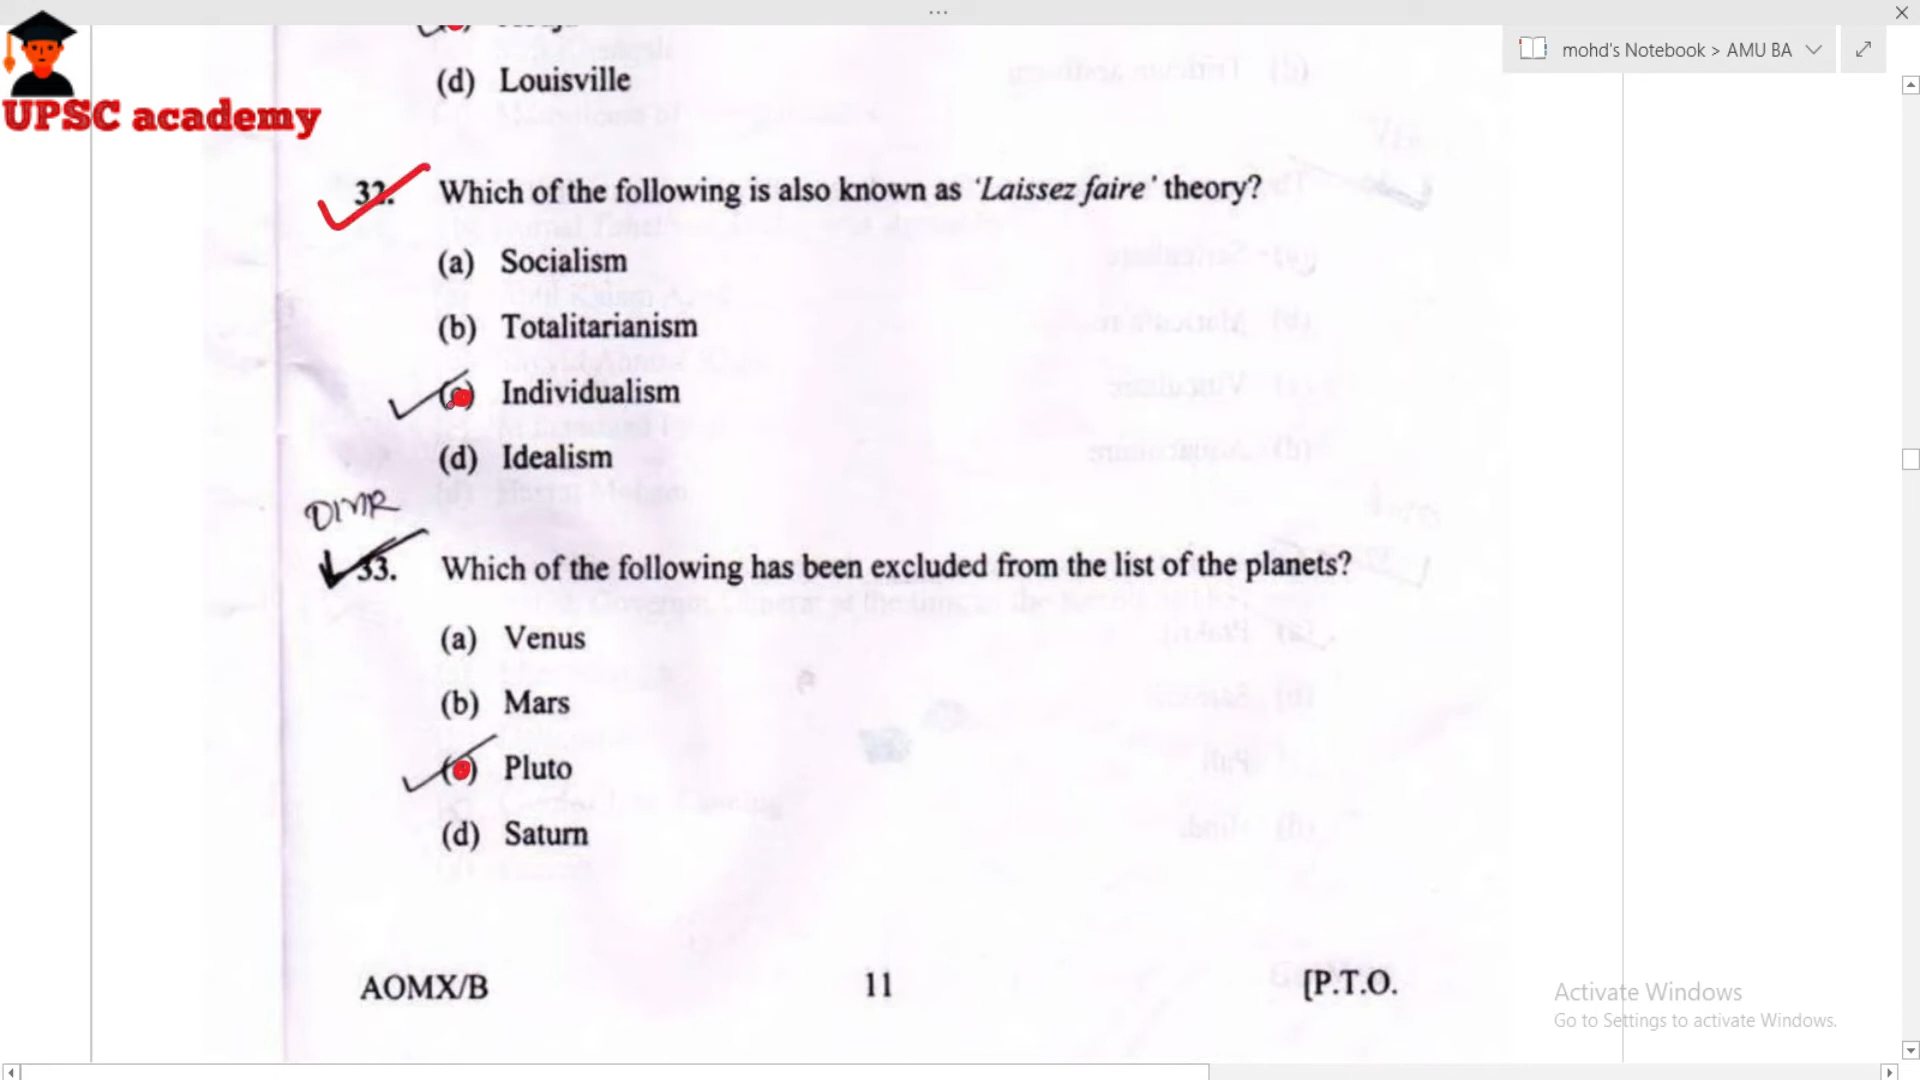 ...
mohd's Notebook > AMU BA
UPSC academy
(d) Louisville
32. Which of the following is also known as 'Laissez faire' theory?
(a) Socialism
(b) Totalitarianism
(c) Individualism
(d) Idealism
33. Which of the following has been excluded from the list of the planets?
(a) Venus
(b) Mars
(c) Pluto
(d) Saturn
AOMX/B 11 [P.T.O.
Activate Windows
Go to Settings to activate Windows.